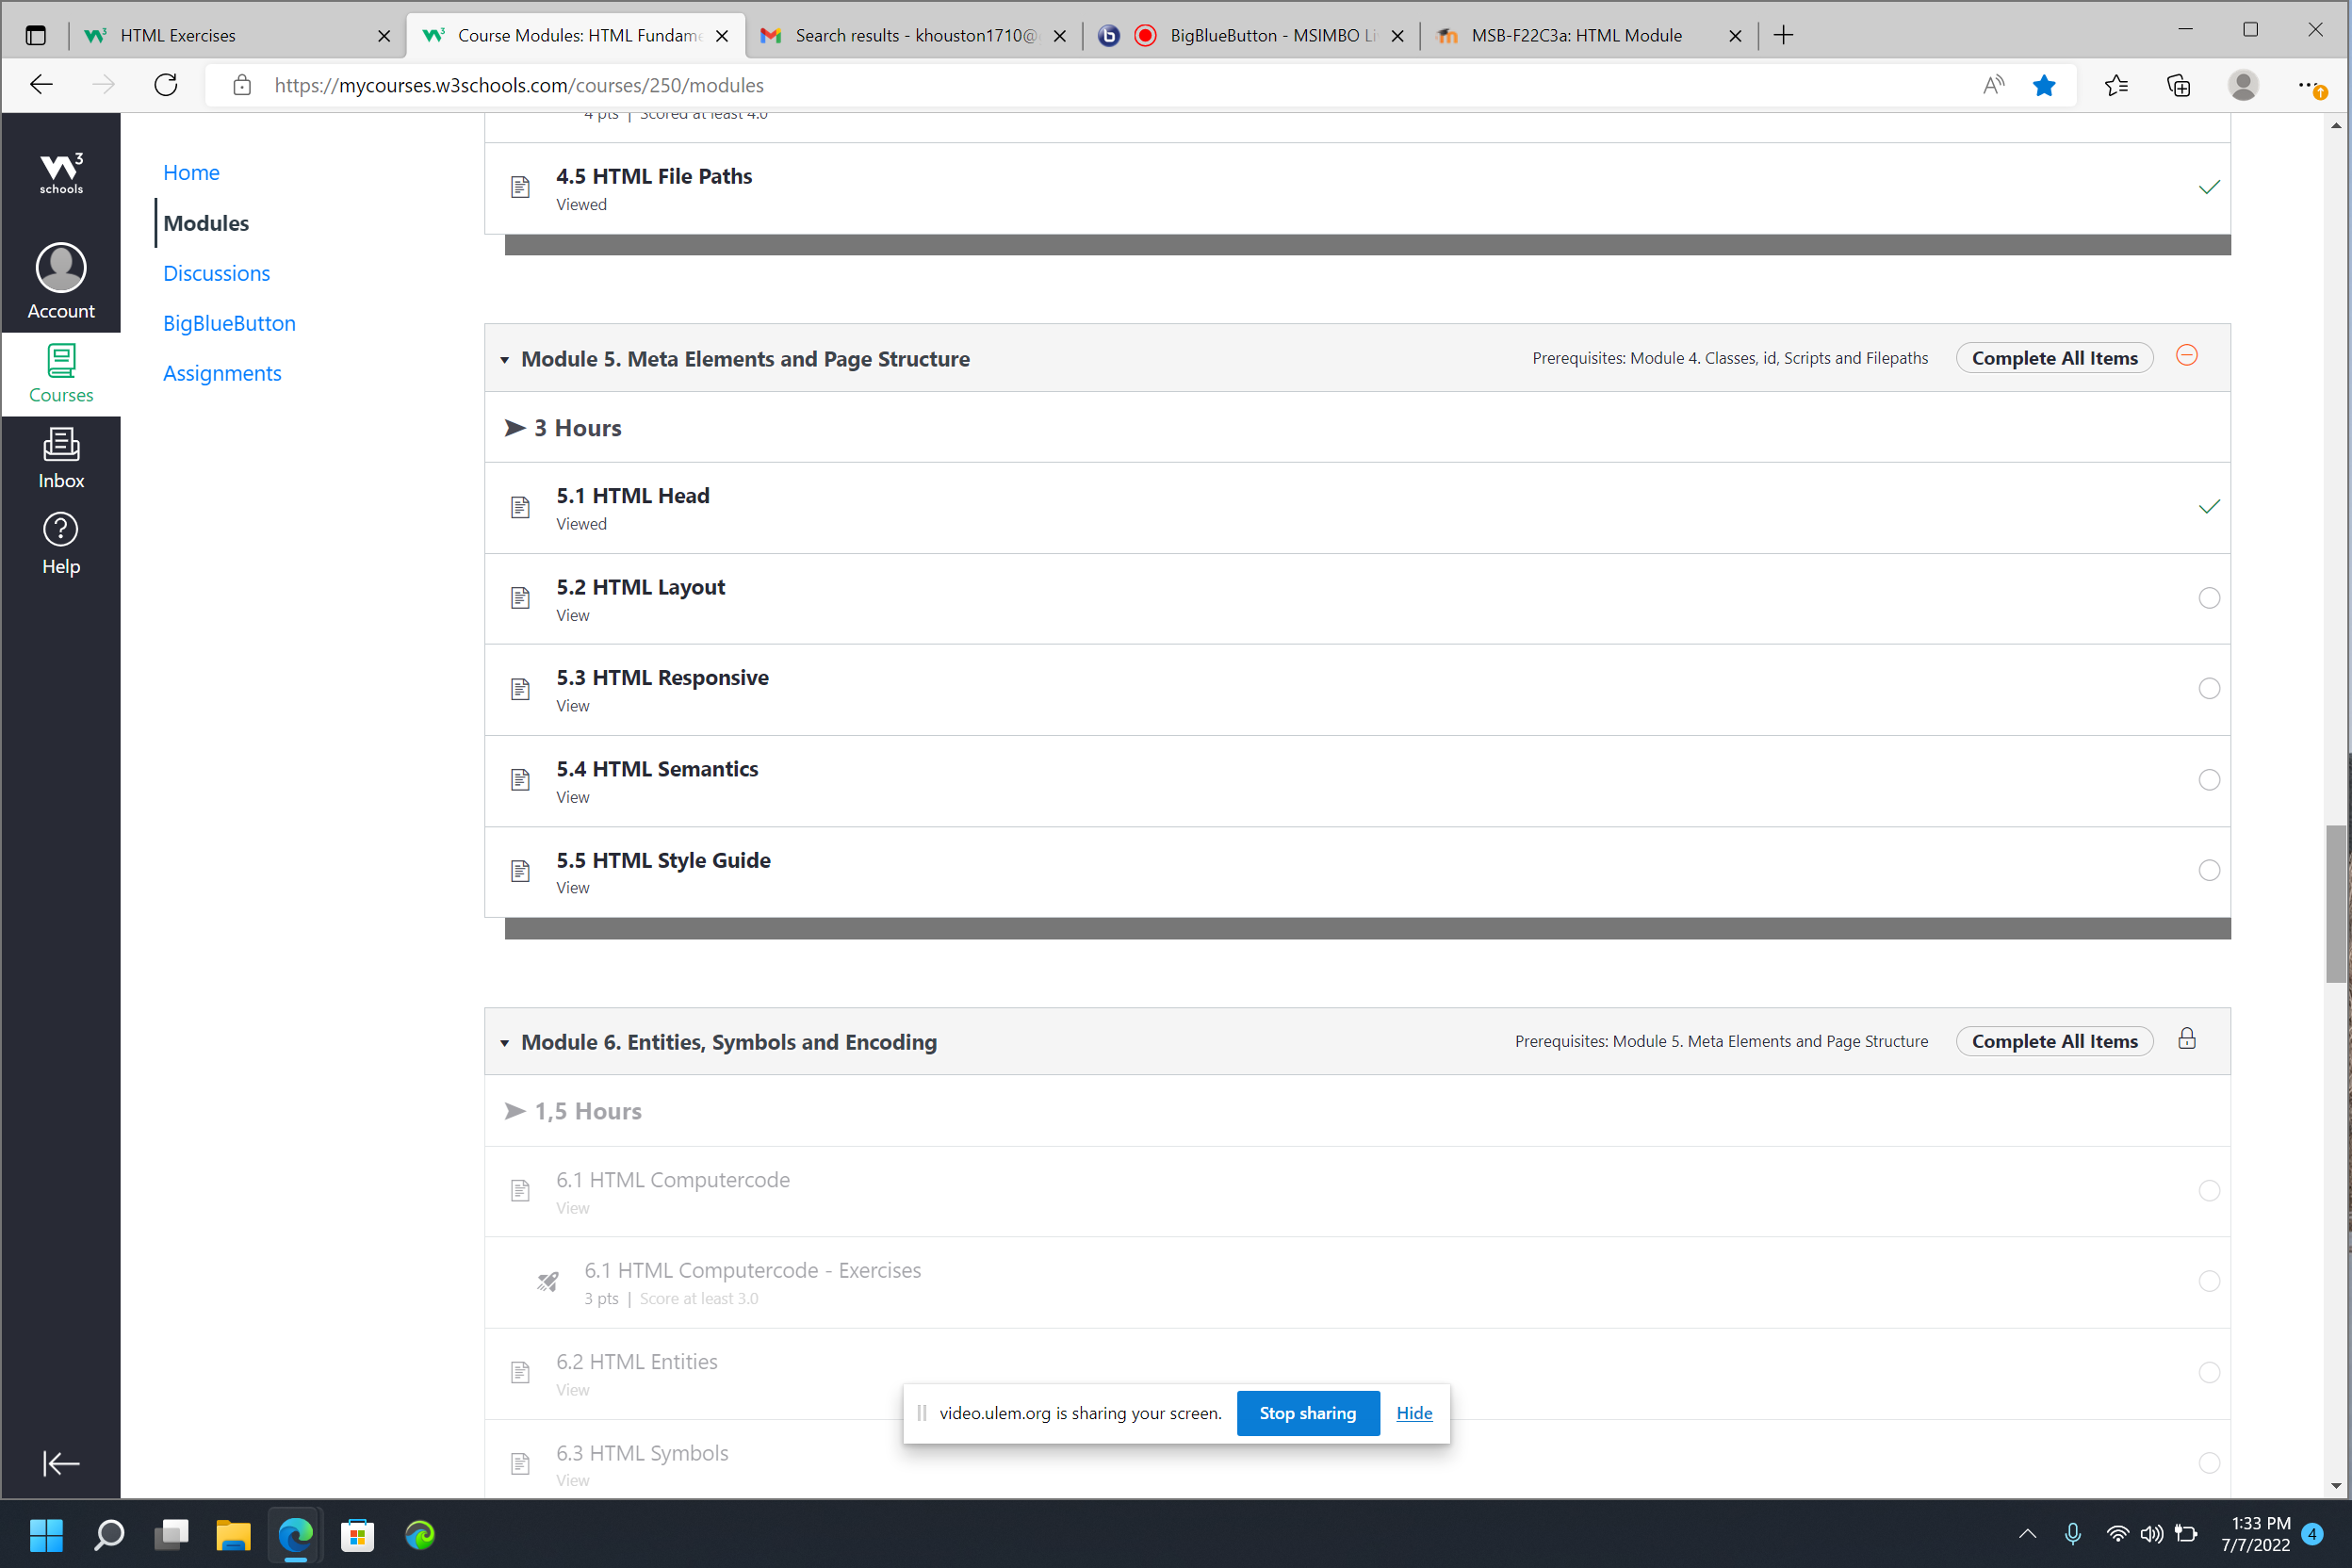 HTML Exercises
Course Modules: HTML Fundame
Search results - khouston1710@
BigBlueButton - MSIMBO Li
MSB-F22C3a: HTML Module
https://mycourses.w3schools.com/courses/250/modules
W3 schools
Account
Courses
Inbox
Help
Home
Modules
Discussions
BigBlueButton
Assignments
4 pts | Scored at least 4.0
4.5 HTML File Paths
Viewed
Module 5. Meta Elements and Page Structure
Prerequisites: Module 4. Classes, id, Scripts and Filepaths
Complete All Items
➤ 3 Hours
5.1 HTML Head
Viewed
5.2 HTML Layout
View
5.3 HTML Responsive
View
5.4 HTML Semantics
View
5.5 HTML Style Guide
View
Module 6. Entities, Symbols and Encoding
Prerequisites: Module 5. Meta Elements and Page Structure
Complete All Items
➤ 1,5 Hours
6.1 HTML Computercode
View
6.1 HTML Computercode - Exercises
3 pts | Score at least 3.0
6.2 HTML Entities
View
6.3 HTML Symbols
View
video.ulem.org is sharing your screen.
Stop sharing
Hide
1:33 PM
7/7/2022
4